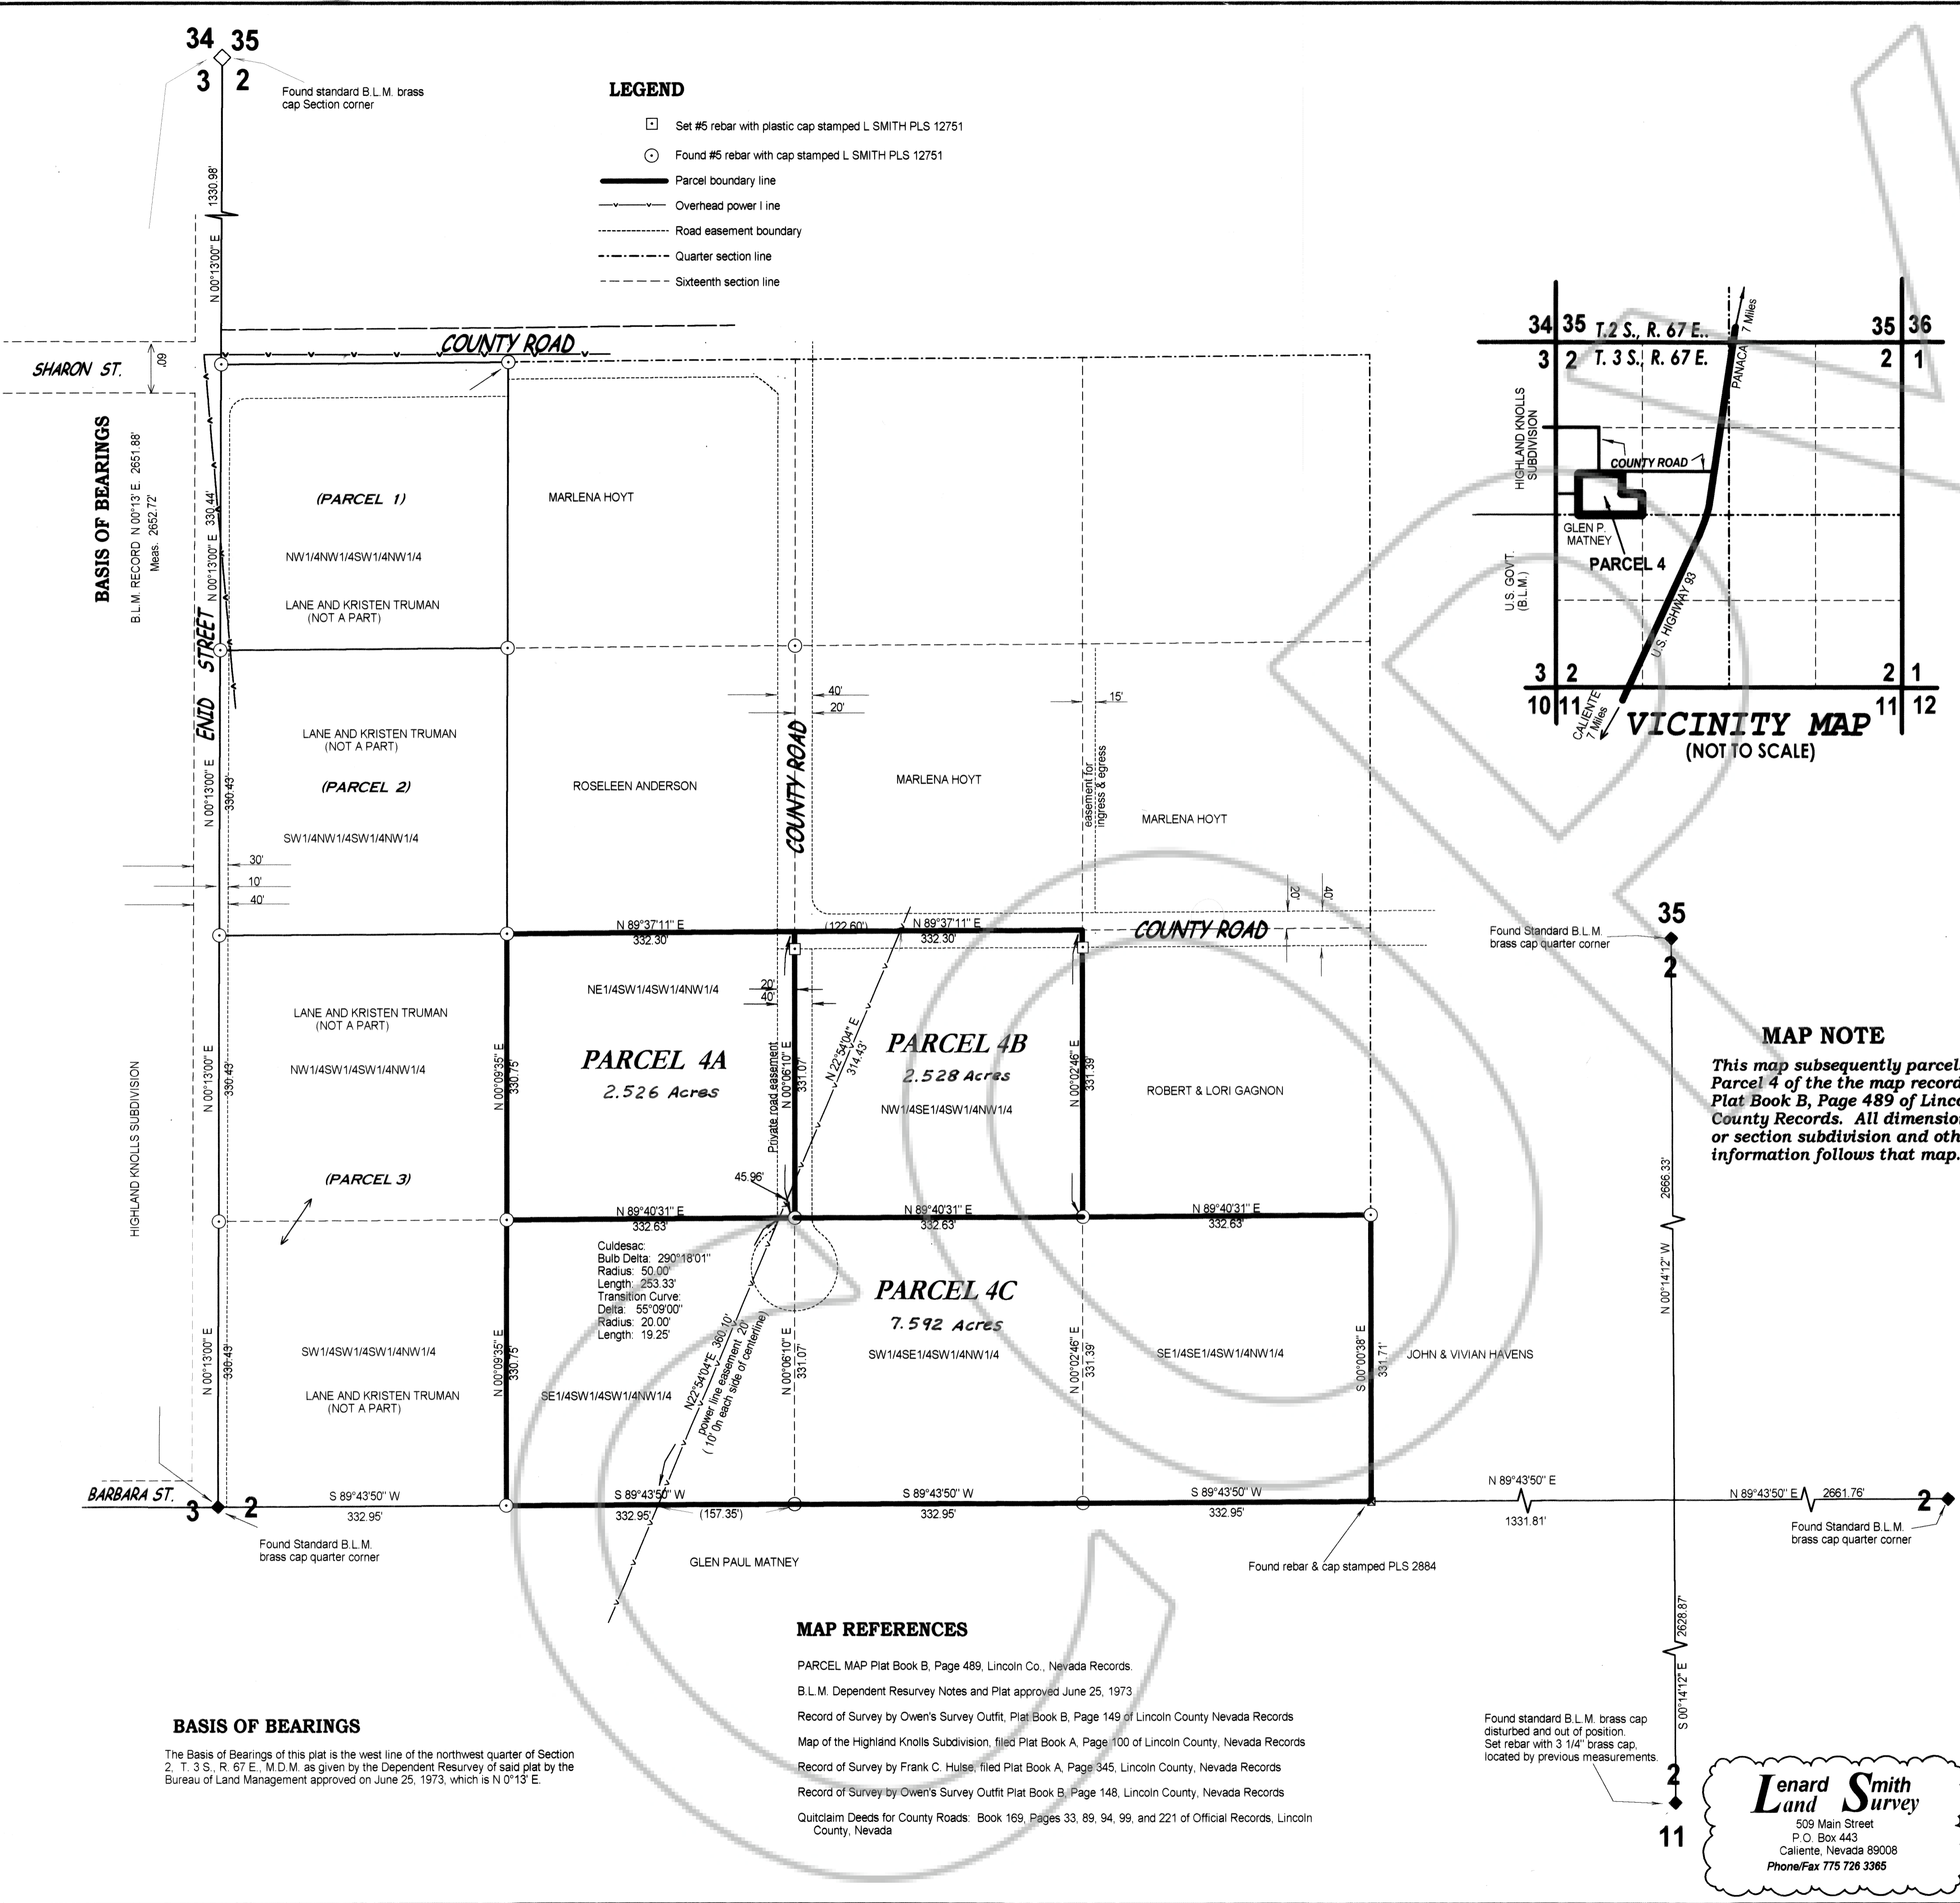 34 35
3 2
Found standard B.L.M. brass
cap Section corner
1330.98'
N 00°13'00" E
LEGEND
Set #5 rebar with plastic cap stamped L SMITH PLS 12751
Found #5 rebar with cap stamped L SMITH PLS 12751
Parcel boundary line
Overhead power l ine
Road easement boundary
Quarter section line
Sixteenth section line
COUNTY ROAD
SHARON ST.
60'
BASIS OF BEARINGS
B.L.M. RECORD N 00°13' E. 2651.88'
Meas. 2652.72'
ENID STREET
N 00°13'00" E 330.44'
(PARCEL 1)
NW1/4NW1/4SW1/4NW1/4
LANE AND KRISTEN TRUMAN
(NOT A PART)
MARLENA HOYT
34 35 T.2 S., R. 67 E.. 35 36
3 2 T. 3 S., R. 67 E. 2 1
PANACA 7 Miles
HIGHLAND KNOLLS
SUBDIVISION
COUNTY ROAD
GLEN P.
MATNEY
PARCEL 4
U.S. GOVT.
(B.L.M.)
U.S. HIGHWAY 93
3 2 2 1
10 11 11 12
CALIENTE
7 Miles
VICINITY MAP
(NOT TO SCALE)
LANE AND KRISTEN TRUMAN
(NOT A PART)
(PARCEL 2)
SW1/4NW1/4SW1/4NW1/4
N 00°13'00" E
330.43'
30'
10'
40'
ROSELEEN ANDERSON
40'
20'
COUNTY ROAD
MARLENA HOYT
15'
easement for
ingress & egress
MARLENA HOYT
20'
40'
COUNTY ROAD
N 89°37'11" E
332.30'
(122.60')
N 89°37'11" E
332.30'
35
Found Standard B.L.M.
brass cap quarter corner
2
LANE AND KRISTEN TRUMAN
(NOT A PART)
NW1/4SW1/4SW1/4NW1/4
N 00°13'00" E
330.43'
(PARCEL 3)
HIGHLAND KNOLLS SUBDIVISION
N 00°09'35" E
330.75'
NE1/4SW1/4SW1/4NW1/4
20'
40'
PARCEL 4A
2.526 Acres
Private road easement
N 00°06'10" E
331.07'
N 22°54'04" E
314.43'
PARCEL 4B
2.528 Acres
NW1/4SE1/4SW1/4NW1/4
N 00°02'46" E
331.39'
ROBERT & LORI GAGNON
MAP NOTE
This map subsequently parcel
Parcel 4 of the the map record
Plat Book B, Page 489 of Linco
County Records. All dimension
or section subdivision and oth
information follows that map.
2666.33'
N 00°14'12" W
45.96'
N 89°40'31" E
332.63'
N 89°40'31" E
332.63'
N 89°40'31" E
332.63'
Culdesac:
Bulb Delta: 290°18'01"
Radius: 50.00'
Length: 253.33'
Transition Curve:
Delta: 55°09'00"
Radius: 20.00'
Length: 19.25'
PARCEL 4C
7.592 Acres
SW1/4SE1/4SW1/4NW1/4
SE1/4SE1/4SW1/4NW1/4
JOHN & VIVIAN HAVENS
SW1/4SW1/4SW1/4NW1/4
LANE AND KRISTEN TRUMAN
(NOT A PART)
N 00°13'00" E
330.43'
N 00°09'35" E
330.75'
SE1/4SW1/4SW1/4NW1/4
N22°54'04"E 360.10'
power line easement 20'
( 10' On each side of centerline)
N 00°06'10" E
331.07'
N 00°02'46" E
331.39'
S 00°00'38" E
331.71'
BARBARA ST.
3 2
S 89°43'50" W
332.95'
S 89°43'50" W
332.95'
(157.35')
S 89°43'50" W
332.95'
S 89°43'50" W
332.95'
N 89°43'50" E
1331.81'
N 89°43'50" E 2661.76'
2
Found Standard B.L.M.
brass cap quarter corner
Found Standard B.L.M.
brass cap quarter corner
GLEN PAUL MATNEY
Found rebar & cap stamped PLS 2884
2628.87'
S 00°14'12" E
MAP REFERENCES
PARCEL MAP Plat Book B, Page 489, Lincoln Co., Nevada Records.
B.L.M. Dependent Resurvey Notes and Plat approved June 25, 1973
Record of Survey by Owen's Survey Outfit, Plat Book B, Page 149 of Lincoln County Nevada Records
Map of the Highland Knolls Subdivision, filed Plat Book A, Page 100 of Lincoln County, Nevada Records
Record of Survey by Frank C. Hulse, filed Plat Book A, Page 345, Lincoln County, Nevada Records
Record of Survey by Owen's Survey Outfit Plat Book B, Page 148, Lincoln County, Nevada Records
Quitclaim Deeds for County Roads: Book 169, Pages 33, 89, 94, 99, and 221 of Official Records, Lincoln
County, Nevada
BASIS OF BEARINGS
The Basis of Bearings of this plat is the west line of the northwest quarter of Section
2, T. 3 S., R. 67 E., M.D.M. as given by the Dependent Resurvey of said plat by the
Bureau of Land Management approved on June 25, 1973, which is N 0°13' E.
Found standard B.L.M. brass cap
disturbed and out of position.
Set rebar with 3 1/4" brass cap,
located by previous measurements.
2
11
Lenard Smith
Land Survey
509 Main Street
P.O. Box 443
Caliente, Nevada 89008
Phone/Fax 775 726 3365